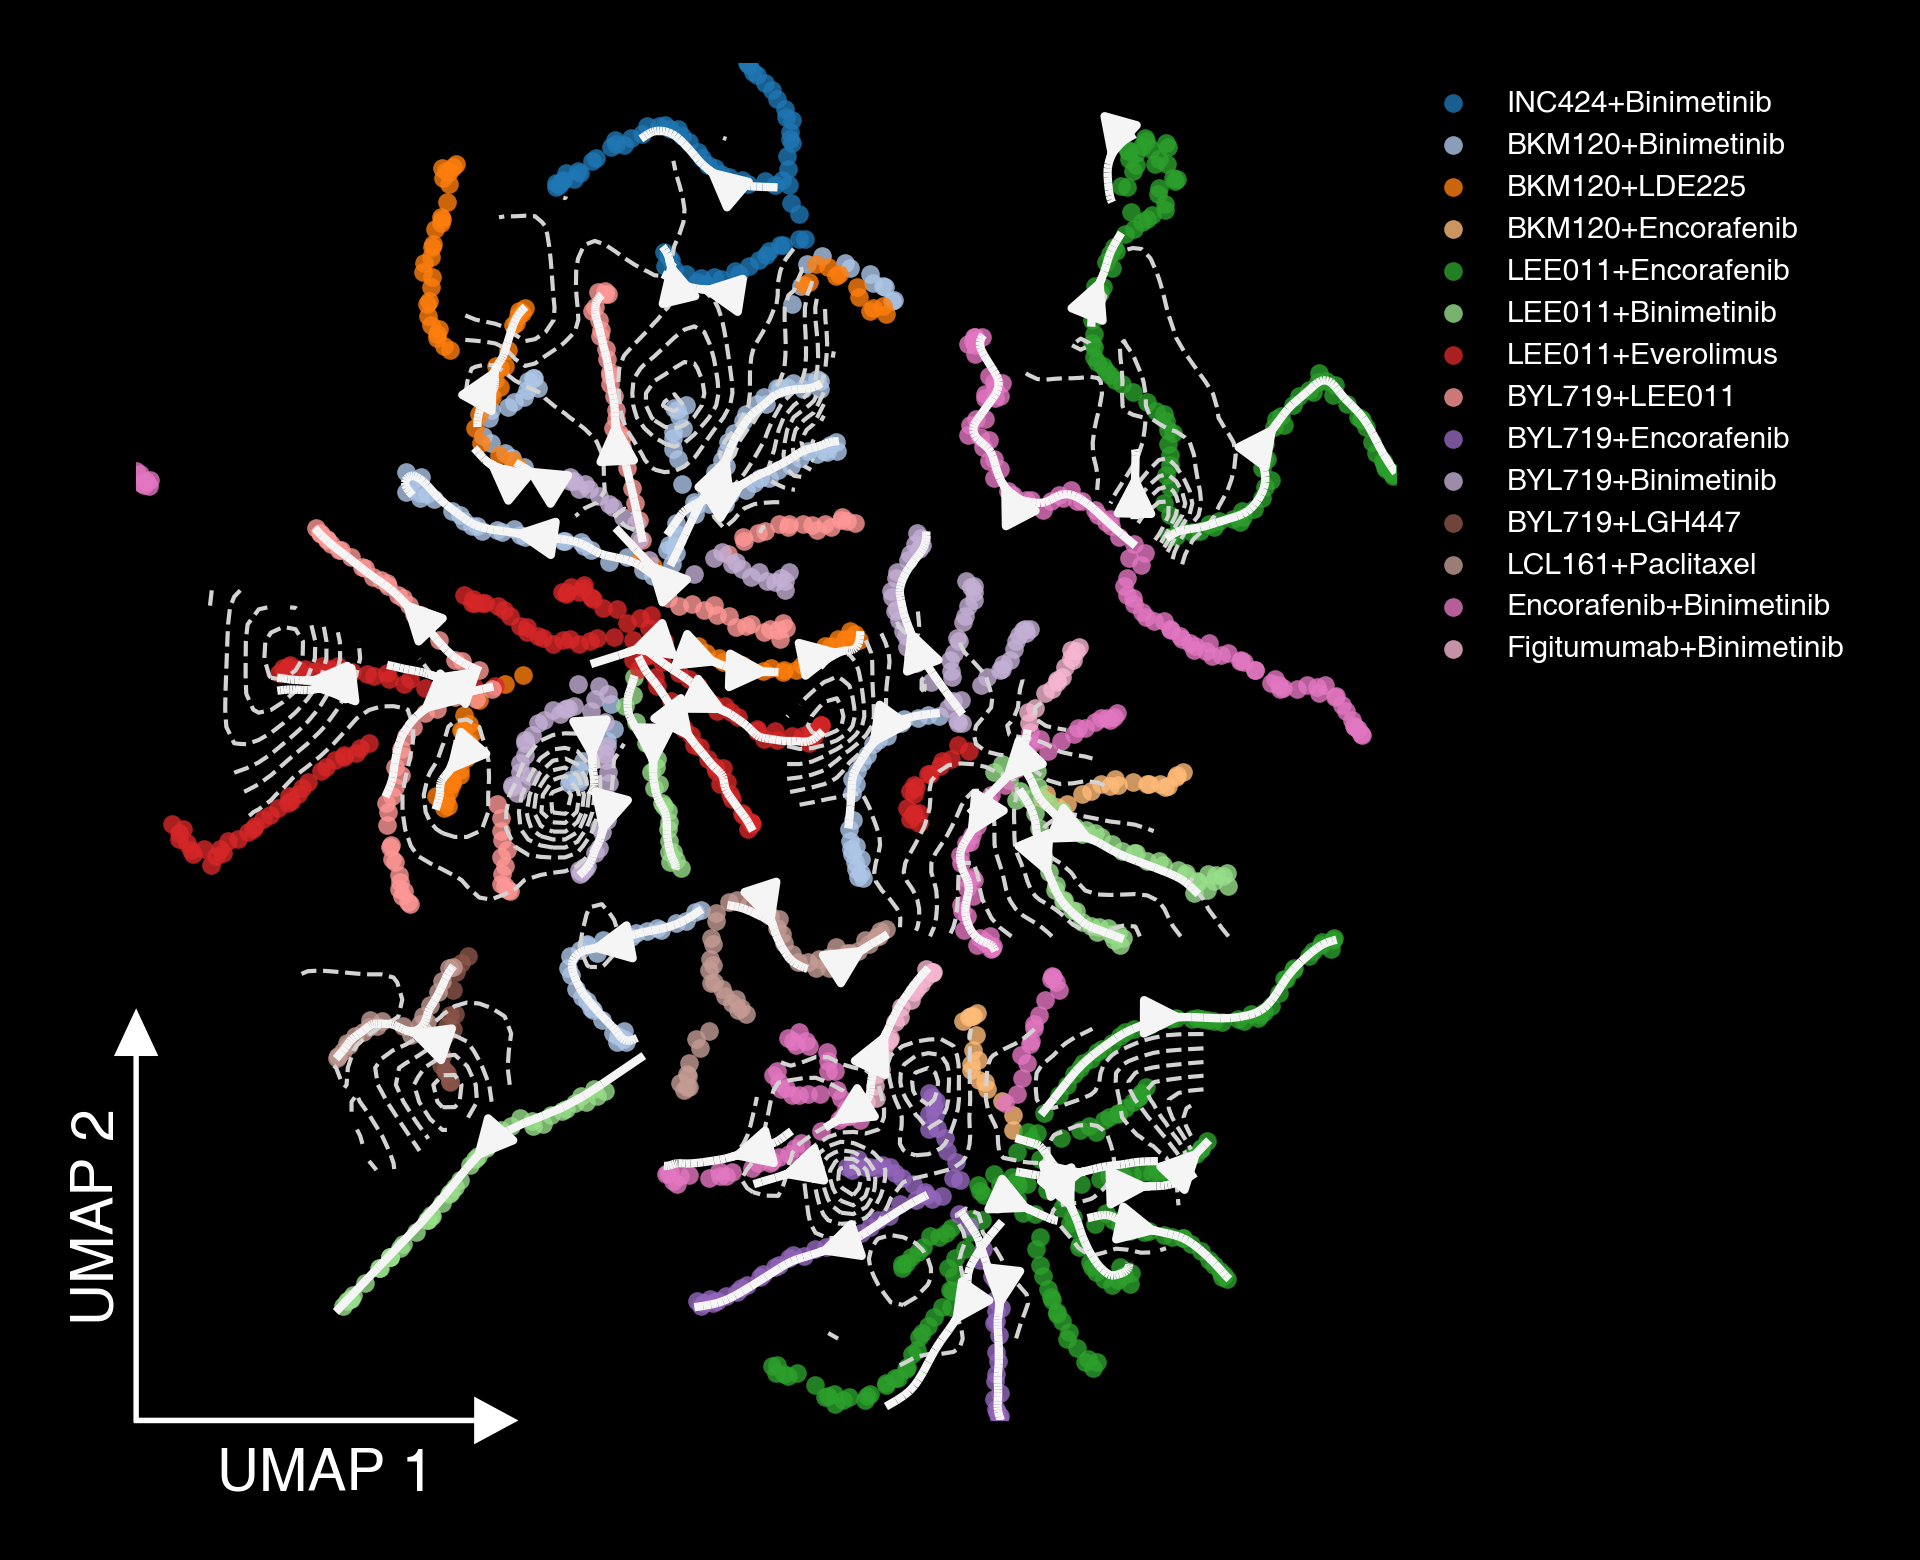 INC424+Binimetinib
BKM120+Binimetinib
BKM120+LDE225
BKM120+Encorafenib
LEE011+Encorafenib
LEE011+Binimetinib
LEE011+Everolimus
BYL719+LEE011
BYL719+Encorafenib
BYL719+Binimetinib
BYL719+LGH447
LCL161+Paclitaxel
Encorafenib+Binimetinib
Figitumumab+Binimetinib
UMAP 2
UMAP 1